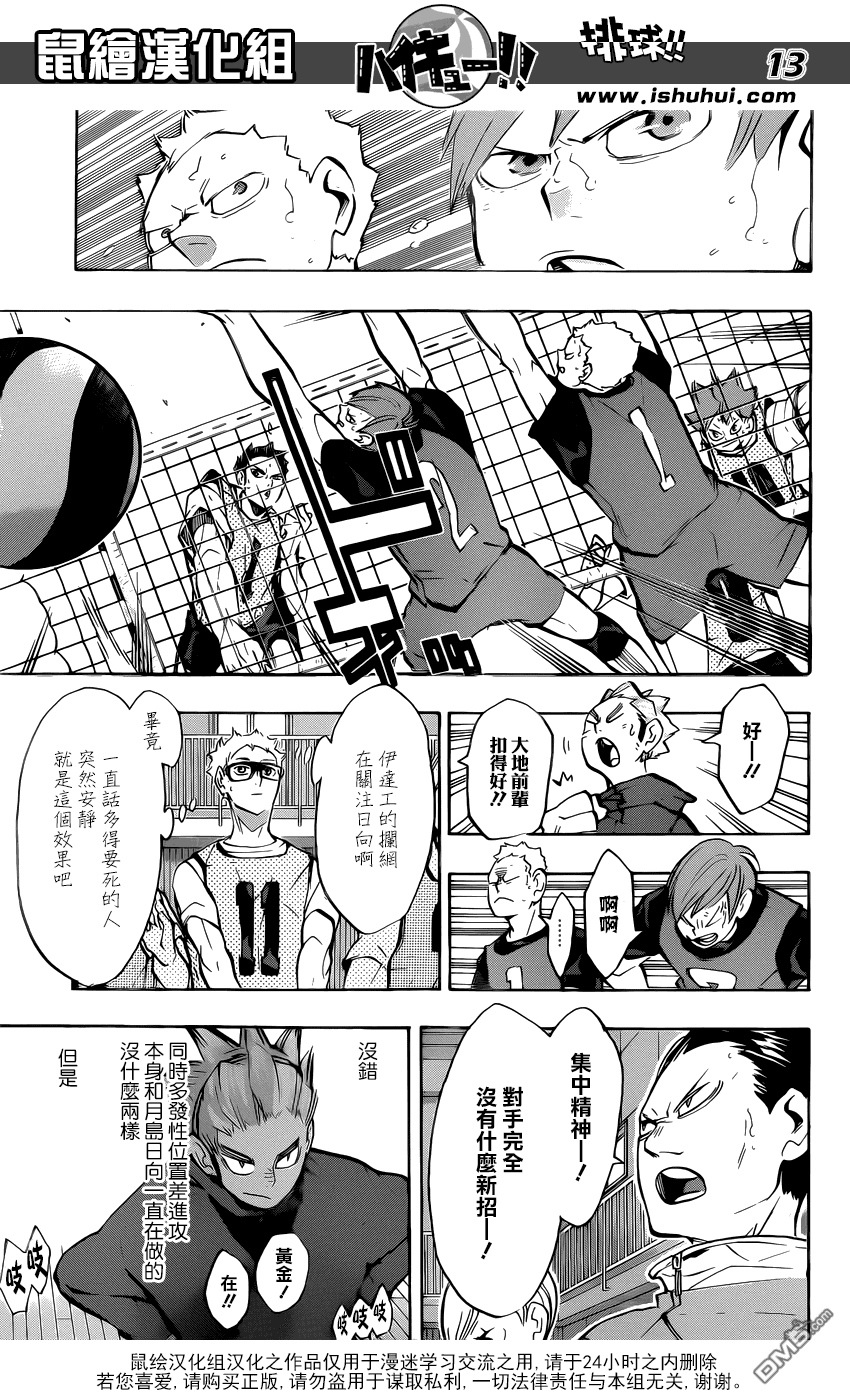 鼠繪漢化組
ハイキュー!!
排球!!
13
www.ishuhui.com
好—!!
大地前輩
扣得好!!
啊啊
……
伊達工的攔網
在關注日向啊
畢竟
一直話多得要死的人
突然安靜
就是這個效果吧
集中精神—!
對手完全
沒有什麼新招—!
沒錯
同時多發性位置差進攻
本身和月島日向一直在做的
沒什麼兩樣
但是
黃金!
在!!
吱吱
吱吱
鼠绘汉化组汉化之作品仅用于漫迷学习交流之用, 请于24小时之内删除
若您喜爱, 请购买正版, 请勿用于谋取私利, 一切法律责任与本组无关, 谢谢.
DM5.com